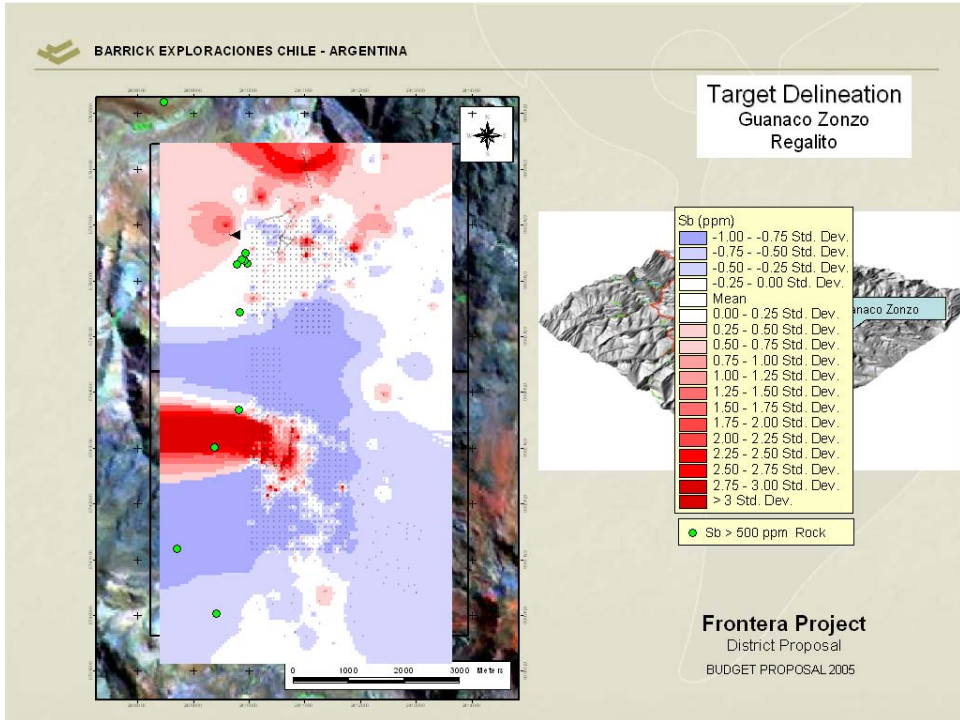 BARRICK EXPLORACIONES CHILE - ARGENTINA
Target Delineation
Guanaco Zonzo
Regalito
N
W
E
S
Sb (ppm)
-1.00 - -0.75 Std. Dev.
-0.75 - -0.50 Std. Dev.
-0.50 - -0.25 Std. Dev.
-0.25 - 0.00 Std. Dev.
Mean
0.00 - 0.25 Std. Dev.
0.25 - 0.50 Std. Dev.
0.50 - 0.75 Std. Dev.
0.75 - 1.00 Std. Dev.
1.00 - 1.25 Std. Dev.
1.25 - 1.50 Std. Dev.
1.50 - 1.75 Std. Dev.
1.75 - 2.00 Std. Dev.
2.00 - 2.25 Std. Dev.
2.25 - 2.50 Std. Dev.
2.50 - 2.75 Std. Dev.
2.75 - 3.00 Std. Dev.
> 3 Std. Dev.
anaco Zonzo
Sb > 500 ppm Rock
0 1000 2000 3000 Meters
Frontera Project
District Proposal
BUDGET PROPOSAL 2005